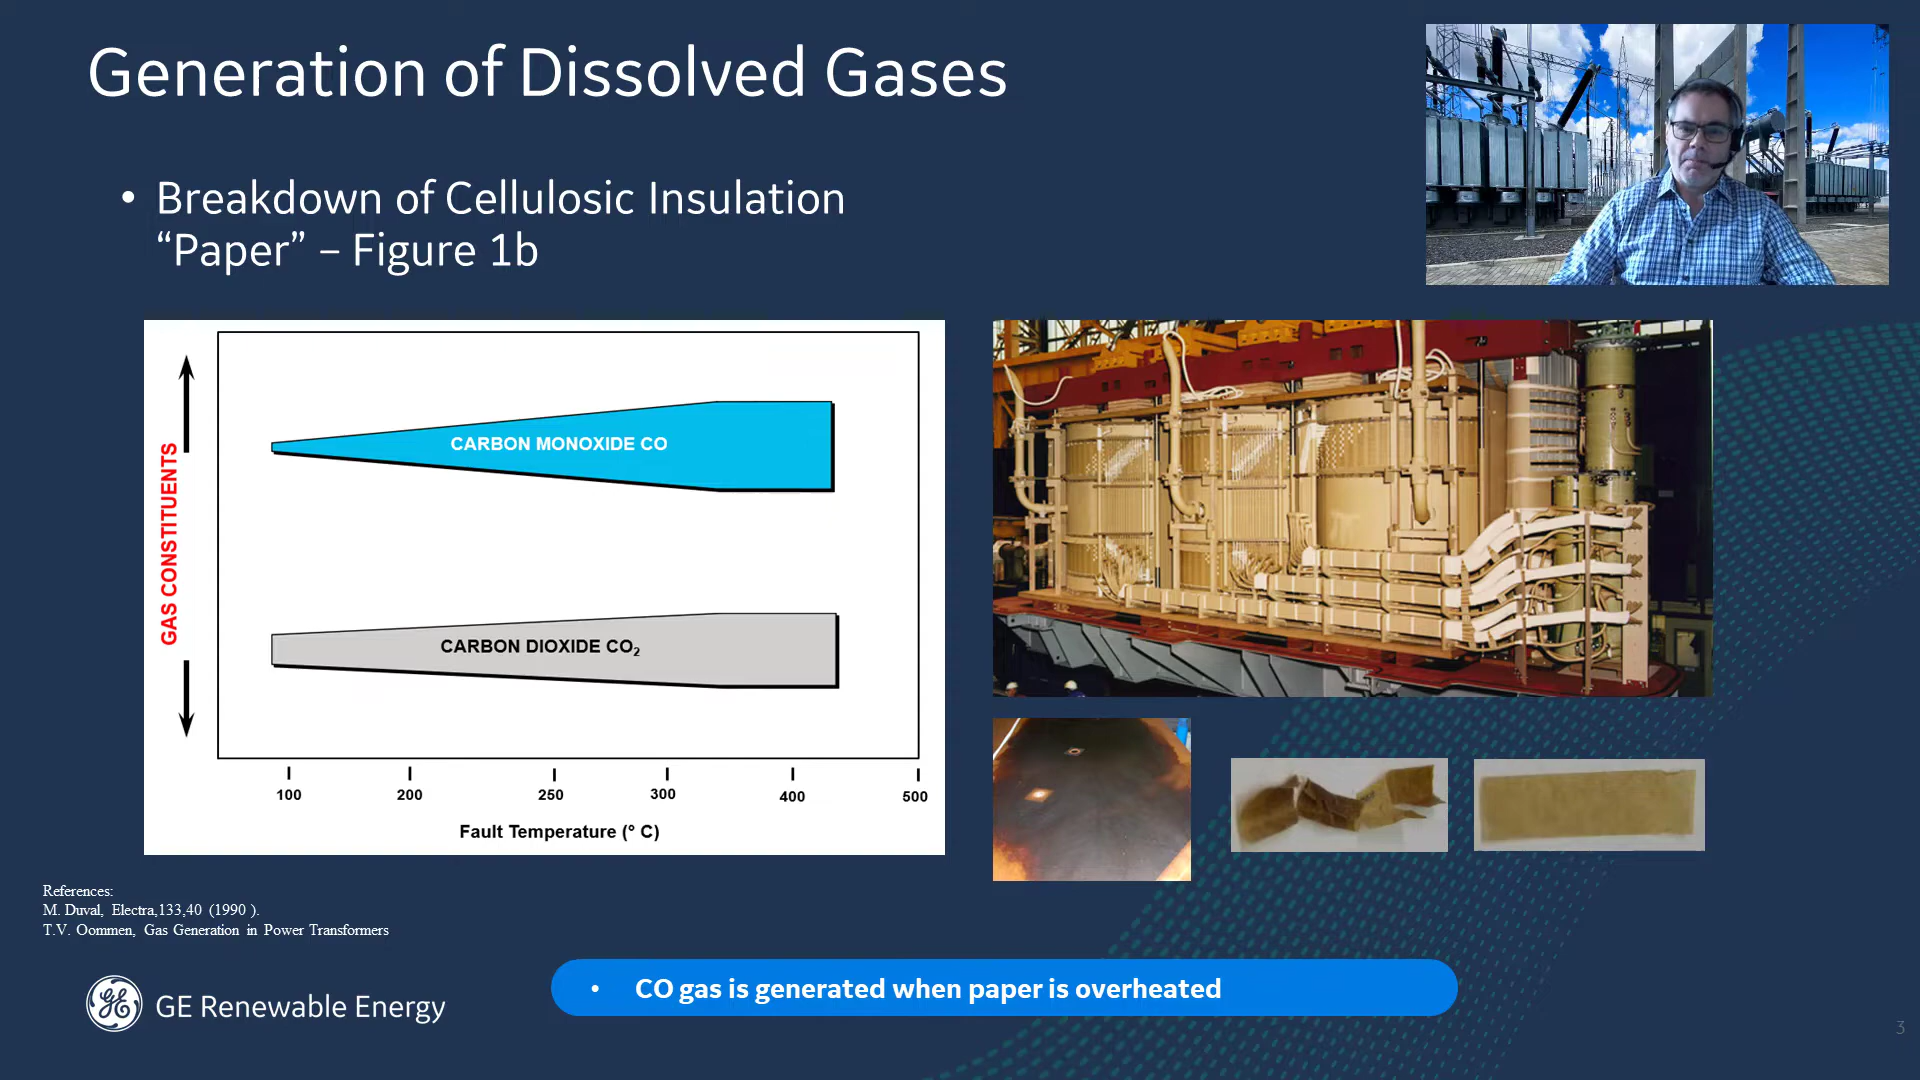 Generation of Dissolved Gases
• Breakdown of Cellulosic Insulation
“Paper” – Figure 1b
GAS CONSTITUENTS
CARBON MONOXIDE CO
CARBON DIOXIDE CO₂
100 200 250 300 400 500
Fault Temperature (° C)
References:
M. Duval, Electra,133,40 (1990 ).
T.V. Oommen, Gas Generation in Power Transformers
GE Renewable Energy
• CO gas is generated when paper is overheated
3